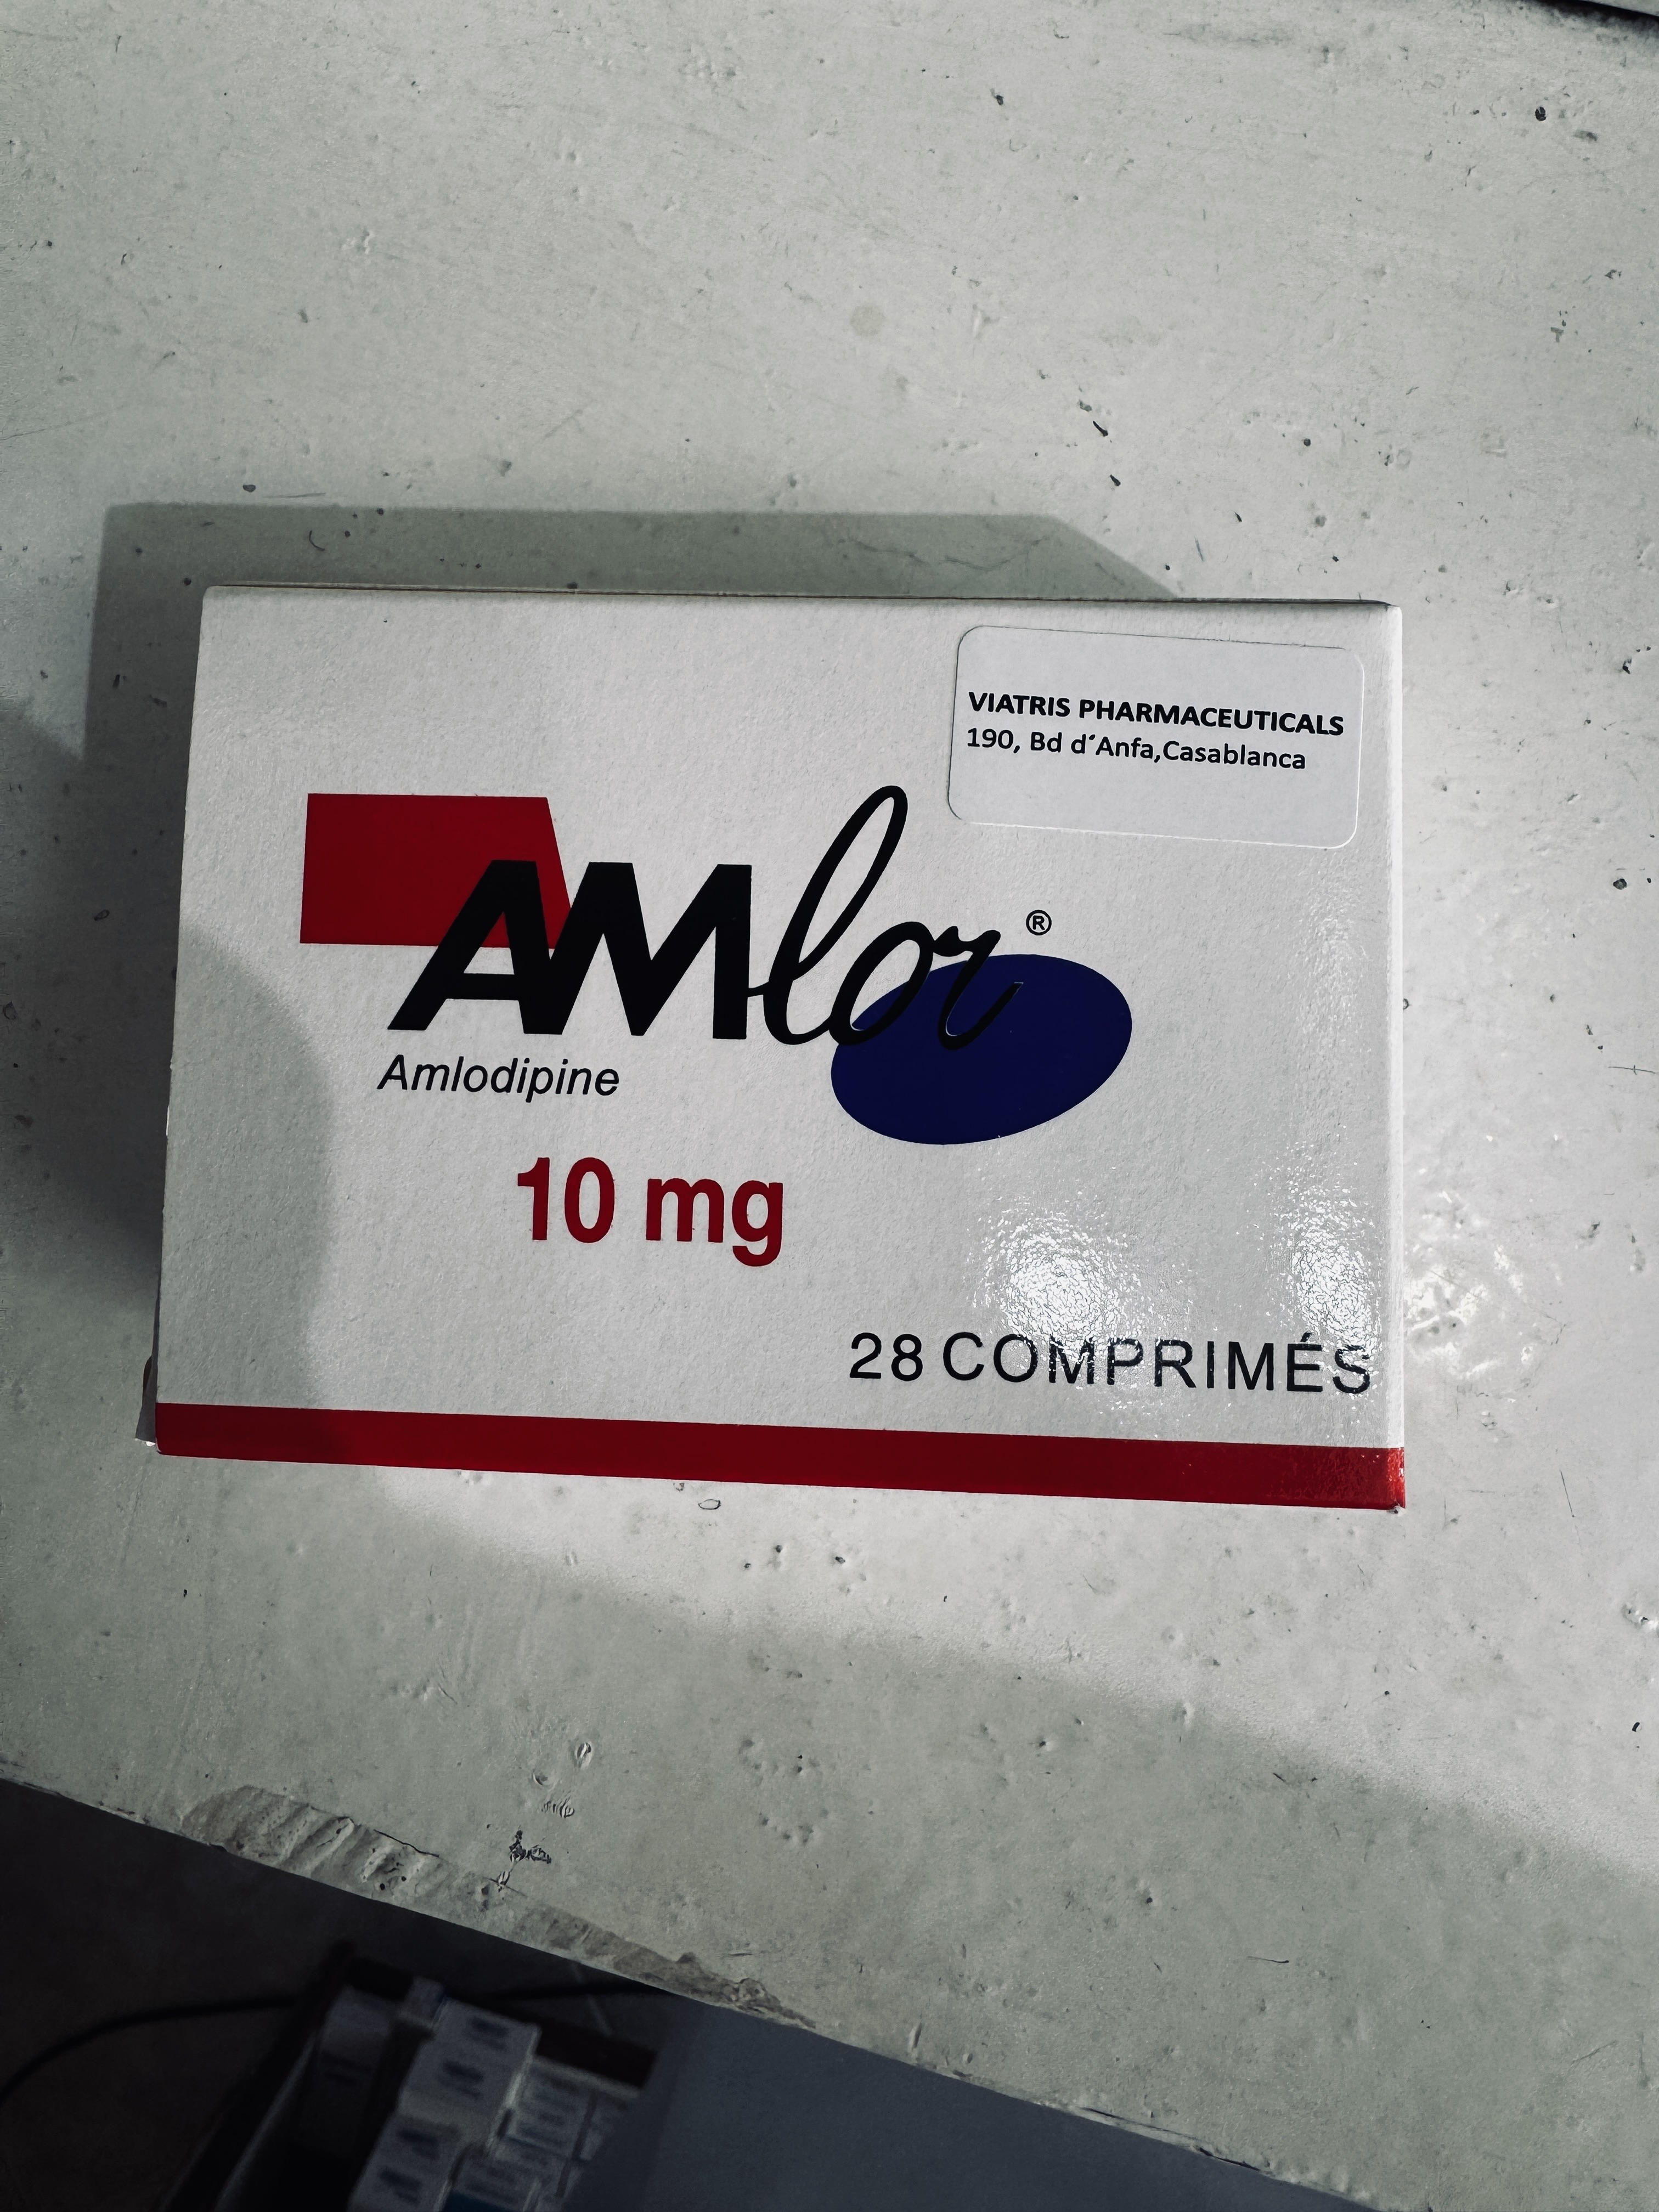 VIATRIS PHARMACEUTICALS
190, Bd d´Anfa,Casablanca
AMlor®
Amlodipine
10 mg
28 COMPRIMÉS